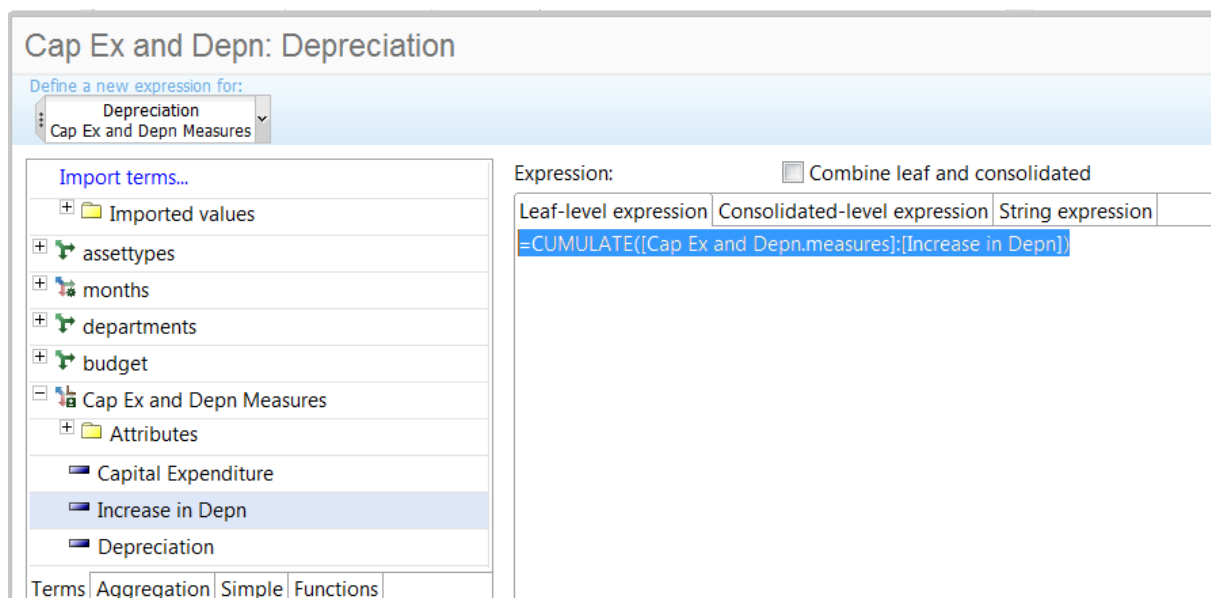 Cap Ex and Depn: Depreciation
Define a new expression for:
Depreciation
Cap Ex and Depn Measures
Import terms...
Imported values
assettypes
months
departments
budget
Cap Ex and Depn Measures
Attributes
Capital Expenditure
Increase in Depn
Depreciation
Terms Aggregation Simple Functions
Expression: Combine leaf and consolidated
Leaf-level expression Consolidated-level expression String expression
=CUMULATE([Cap Ex and Depn.measures]:[Increase in Depn])